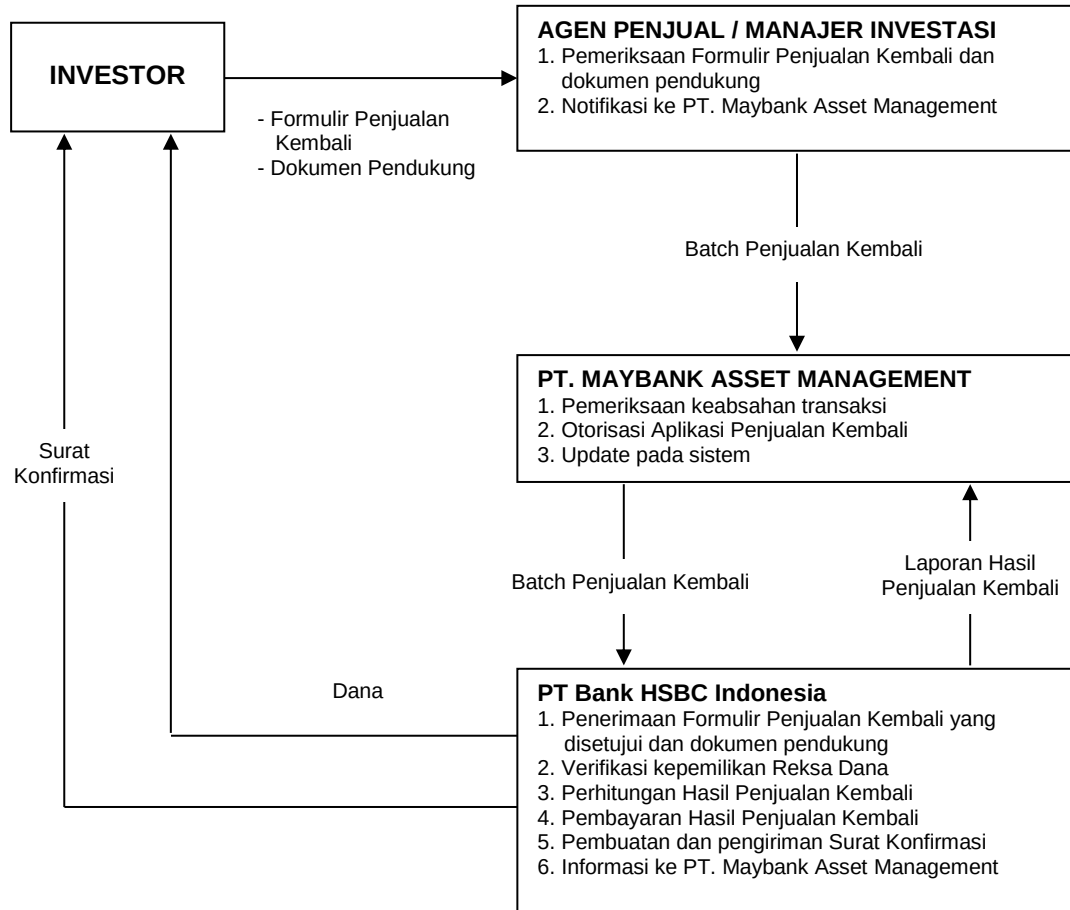 INVESTOR
- Formulir Penjualan
Kembali
- Dokumen Pendukung
AGEN PENJUAL / MANAJER INVESTASI
1. Pemeriksaan Formulir Penjualan Kembali dan
dokumen pendukung
2. Notifikasi ke PT. Maybank Asset Management
Batch Penjualan Kembali
PT. MAYBANK ASSET MANAGEMENT
1. Pemeriksaan keabsahan transaksi
2. Otorisasi Aplikasi Penjualan Kembali
3. Update pada sistem
Surat
Konfirmasi
Batch Penjualan Kembali
Laporan Hasil
Penjualan Kembali
Dana
PT Bank HSBC Indonesia
1. Penerimaan Formulir Penjualan Kembali yang
disetujui dan dokumen pendukung
2. Verifikasi kepemilikan Reksa Dana
3. Perhitungan Hasil Penjualan Kembali
4. Pembayaran Hasil Penjualan Kembali
5. Pembuatan dan pengiriman Surat Konfirmasi
6. Informasi ke PT. Maybank Asset Management